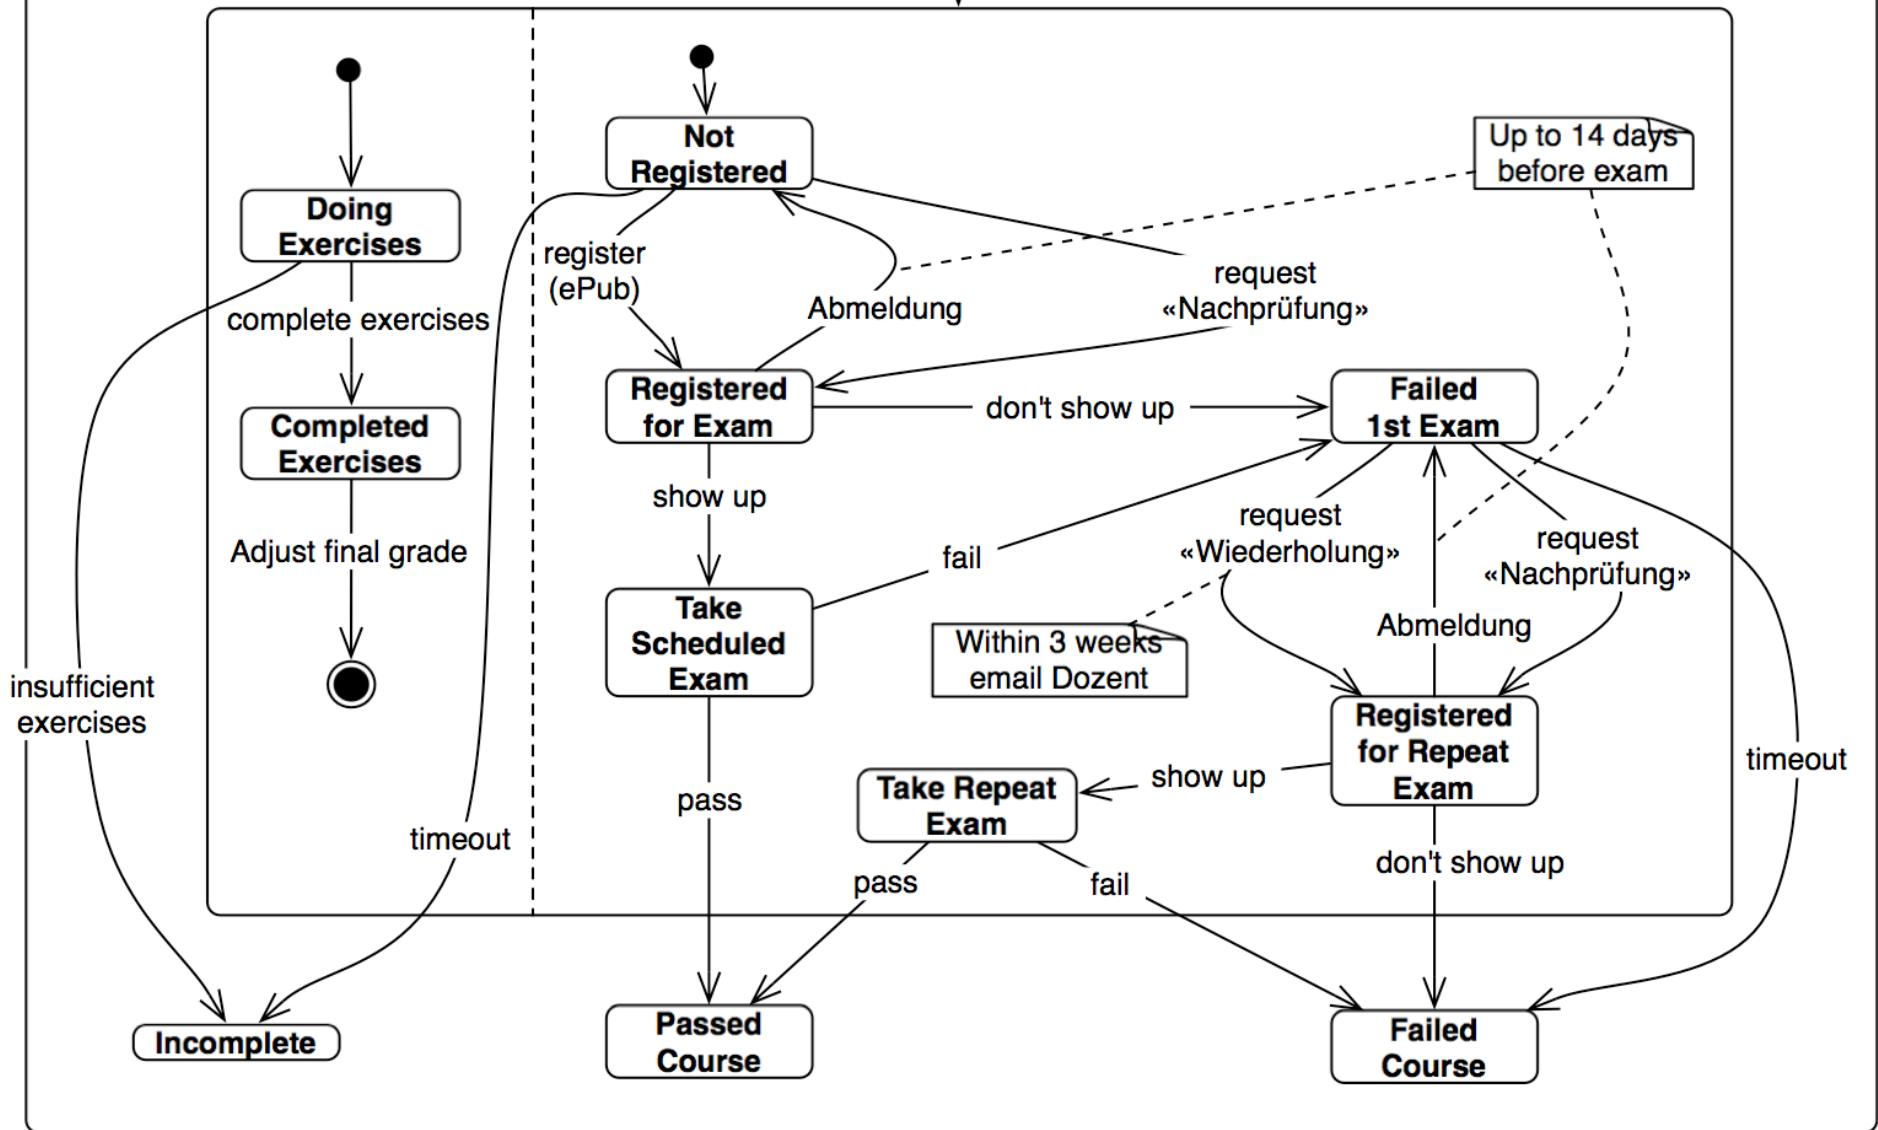 Not
Registered
Up to 14 days
before exam
Doing
Exercises
register
(ePub)
Abmeldung
request
«Nachprüfung»
complete exercises
Registered
for Exam
don't show up
Failed
1st Exam
Completed
Exercises
show up
request
«Wiederholung»
request
«Nachprüfung»
Adjust final grade
fail
Take
Scheduled
Exam
Within 3 weeks
email Dozent
Abmeldung
insufficient
exercises
Registered
for Repeat
Exam
timeout
show up
Take Repeat
Exam
pass
timeout
don't show up
pass
fail
Incomplete
Passed
Course
Failed
Course